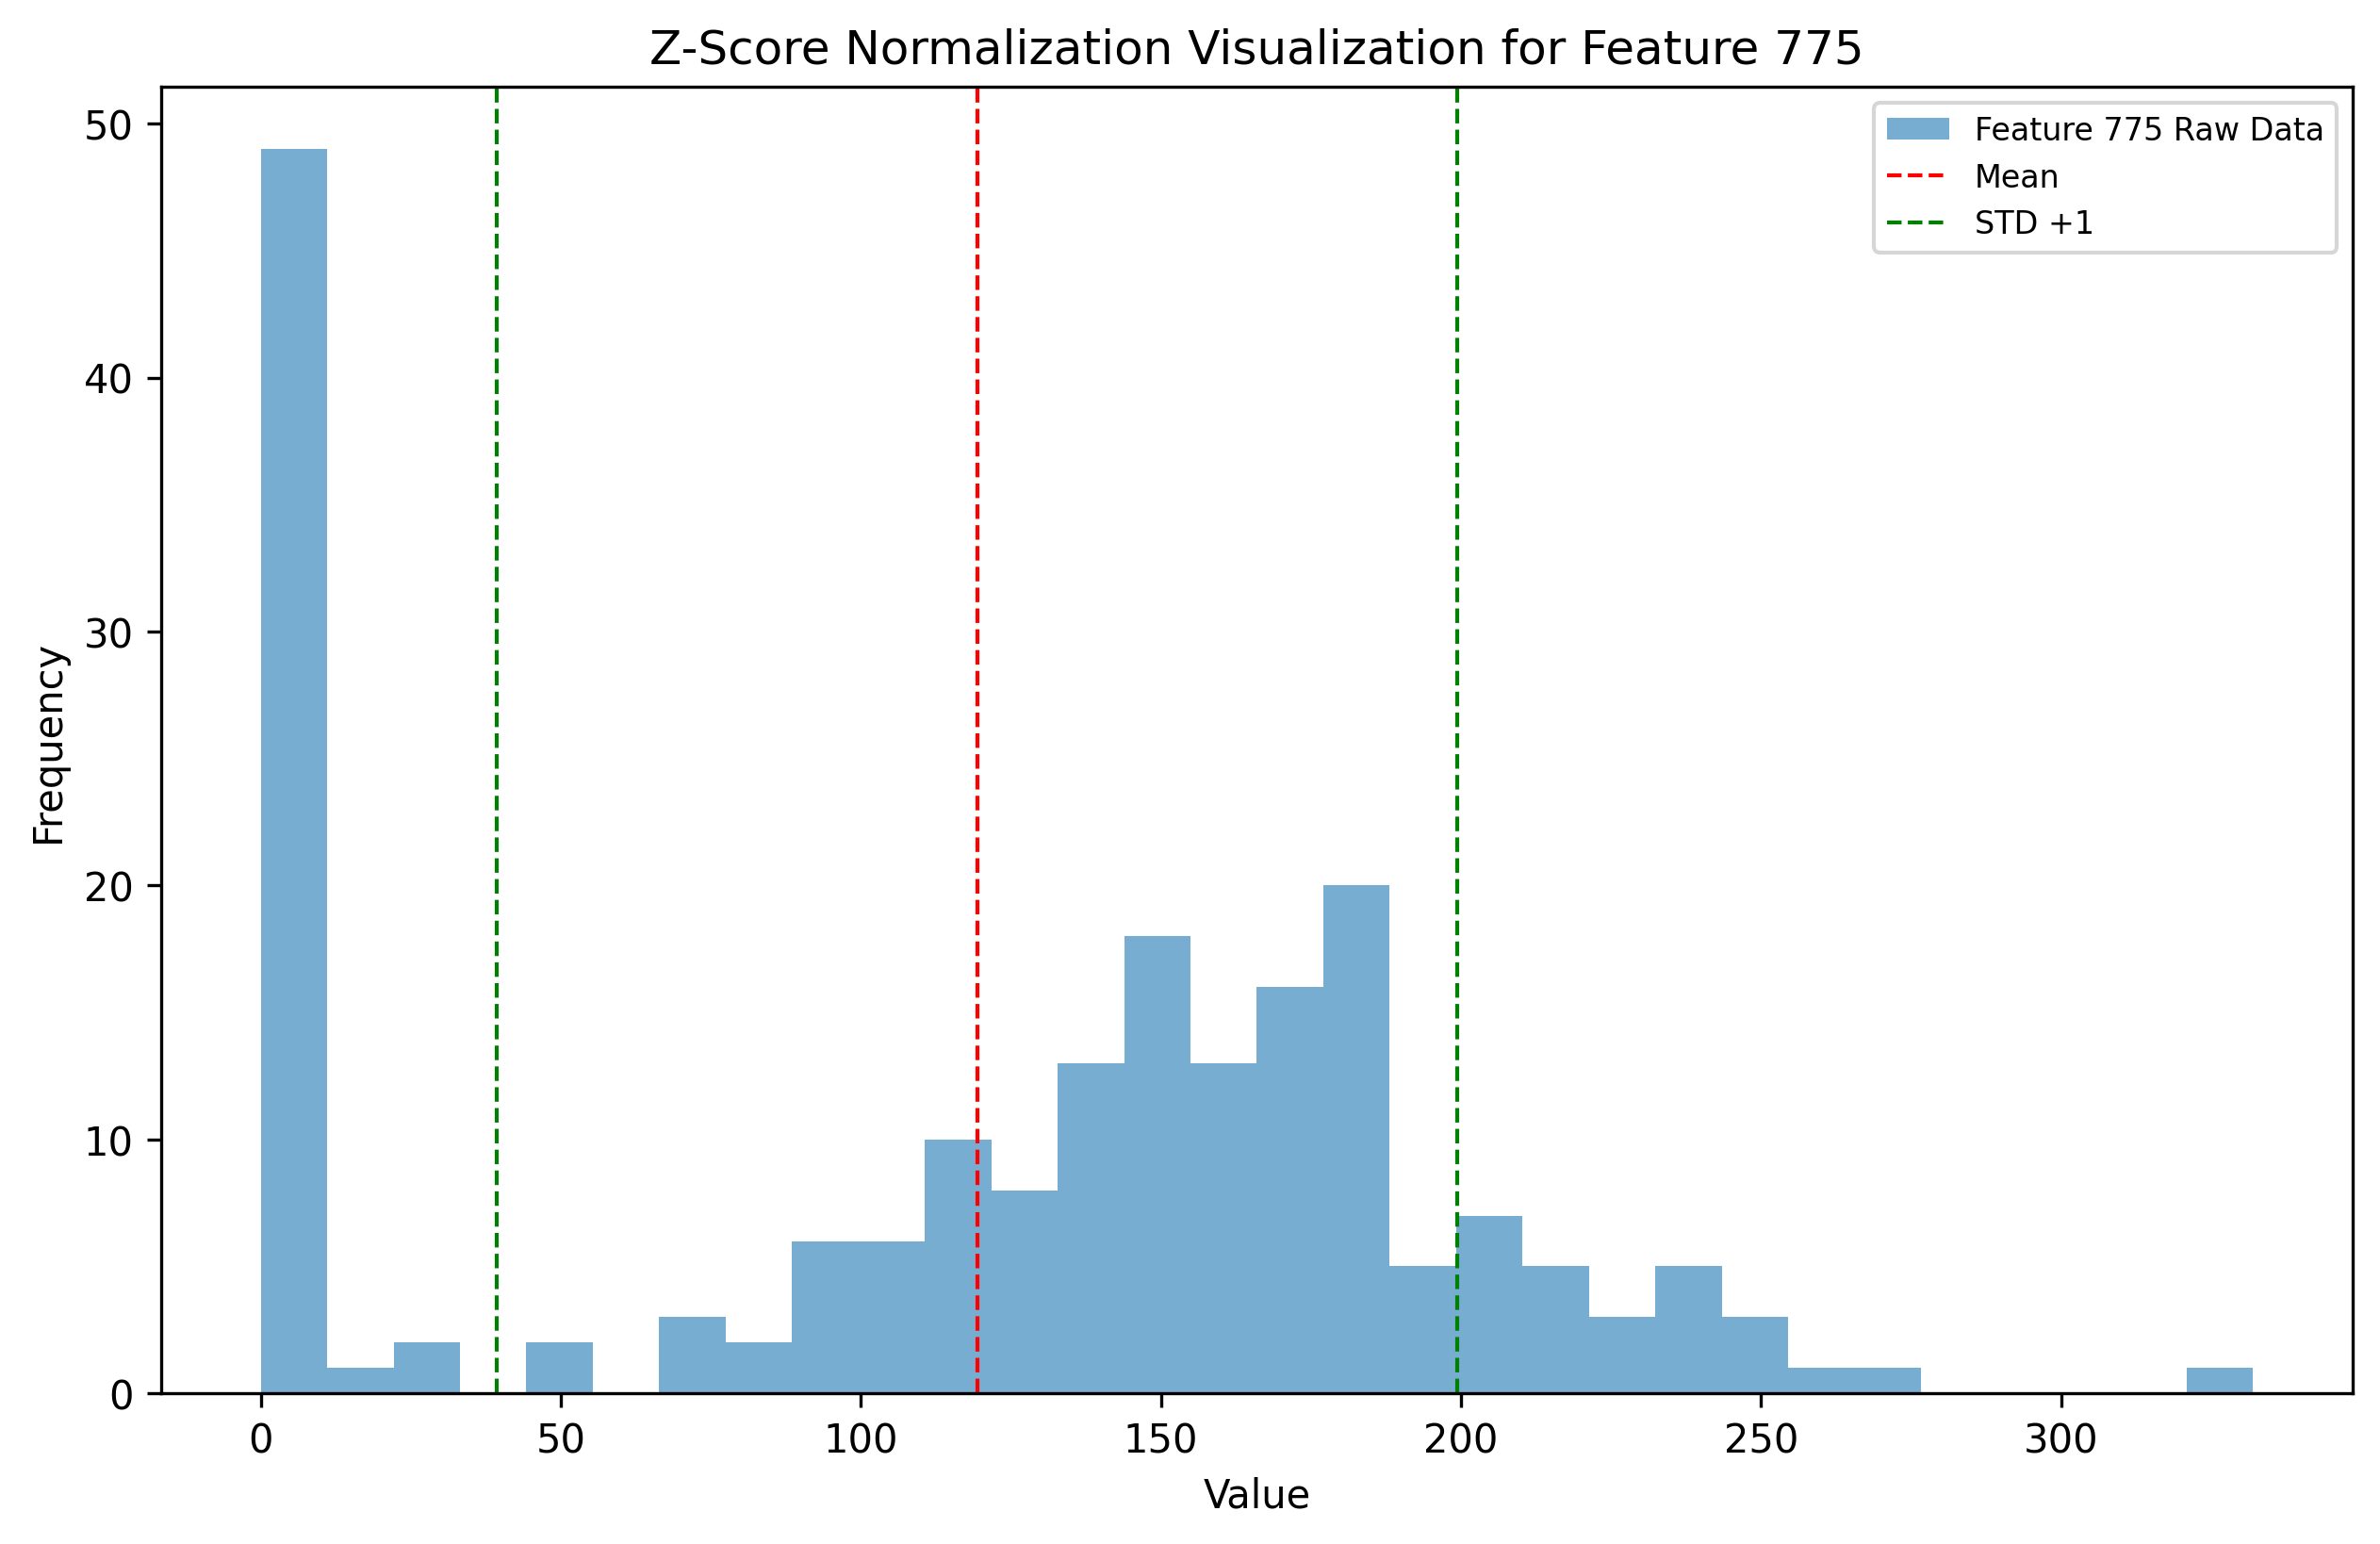 Z-Score Normalization Visualization for Feature 775
Feature 775 Raw Data
Mean
STD +1
50
40
30
20
10
0
Frequency
0 50 100 150 200 250 300
Value